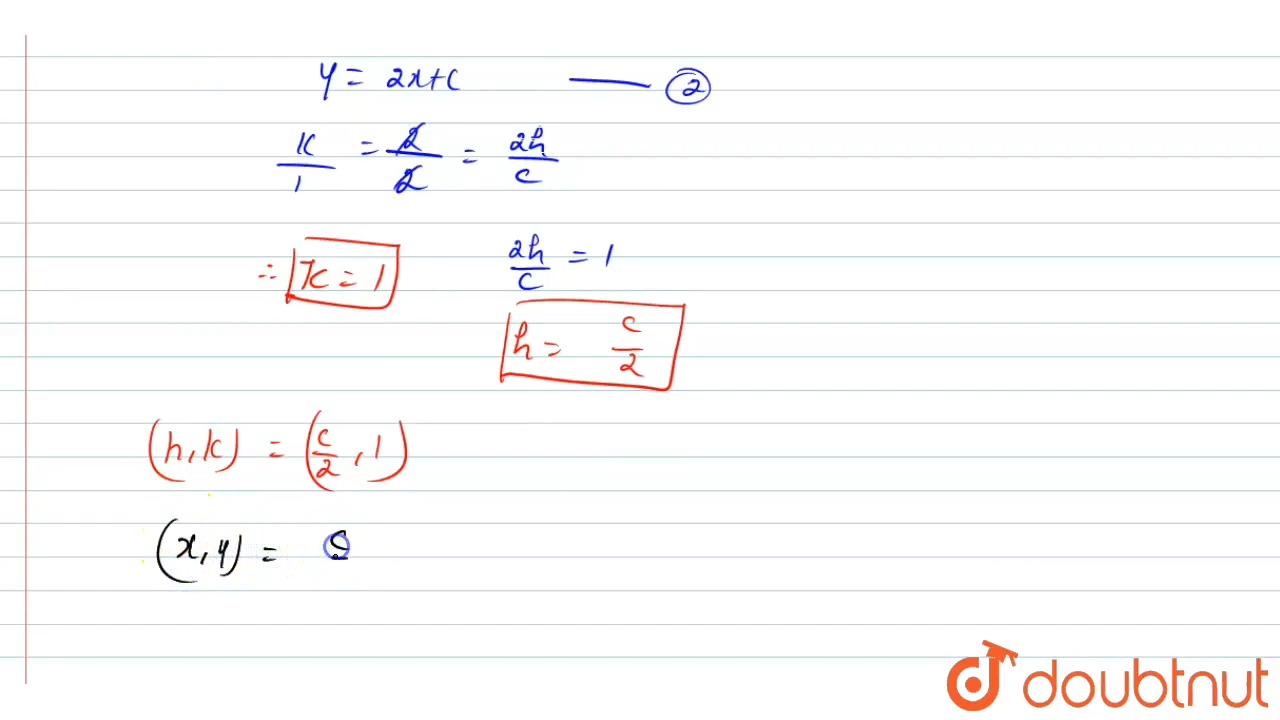 y = 2x+c —— ②
k/1 = 2/2 = 2h/c
∴ k = 1 2h/c = 1
h = c/2
(h,k) = (c/2, 1)
(x,y) =
doubtnut